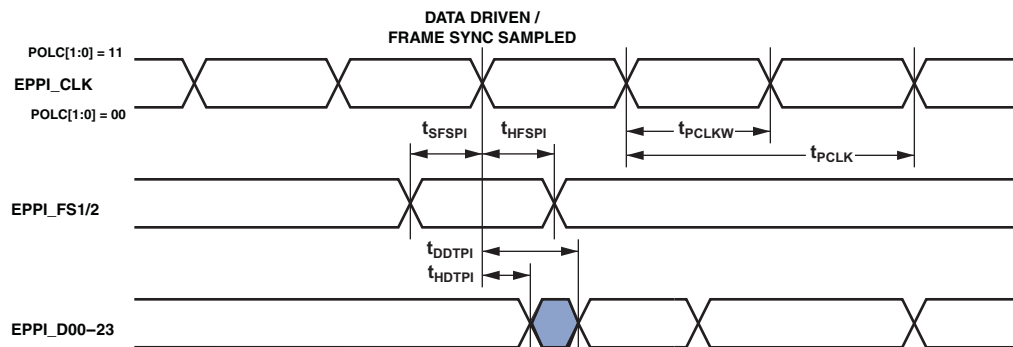 DATA DRIVEN /
FRAME SYNC SAMPLED
POLC[1:0] = 11
EPPI_CLK
POLC[1:0] = 00
tSFSPI
tHFSPI
tPCLKW
tPCLK
EPPI_FS1/2
tDDTPI
tHDTPI
EPPI_D00–23